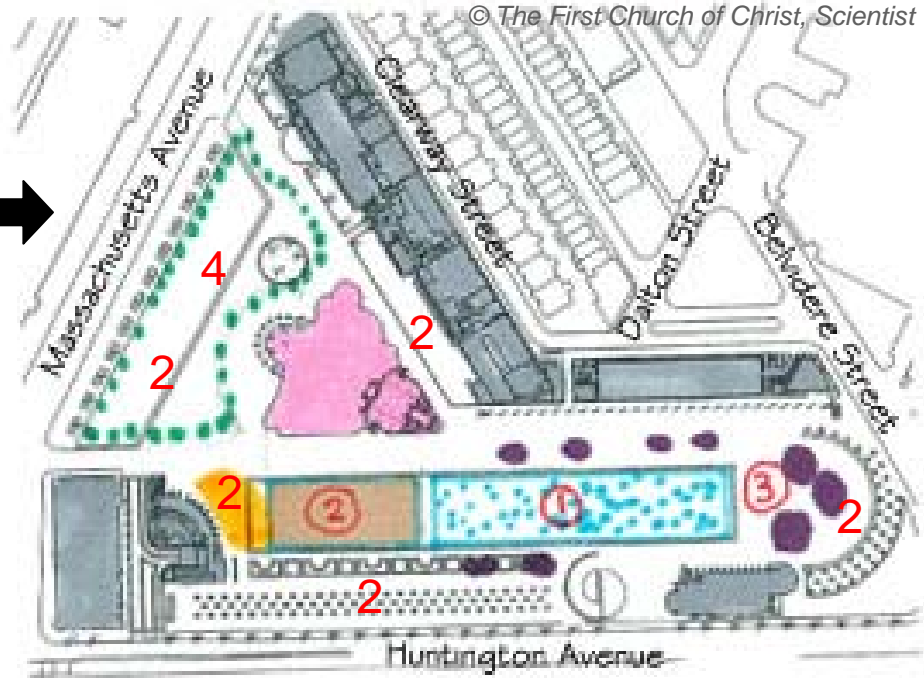 © The First Church of Christ, Scientist
Massachusetts Avenue
Clearway Street
Dalton Street
Belvidere Street
4
2
2
2
2
1
3
2
2
Huntington Avenue